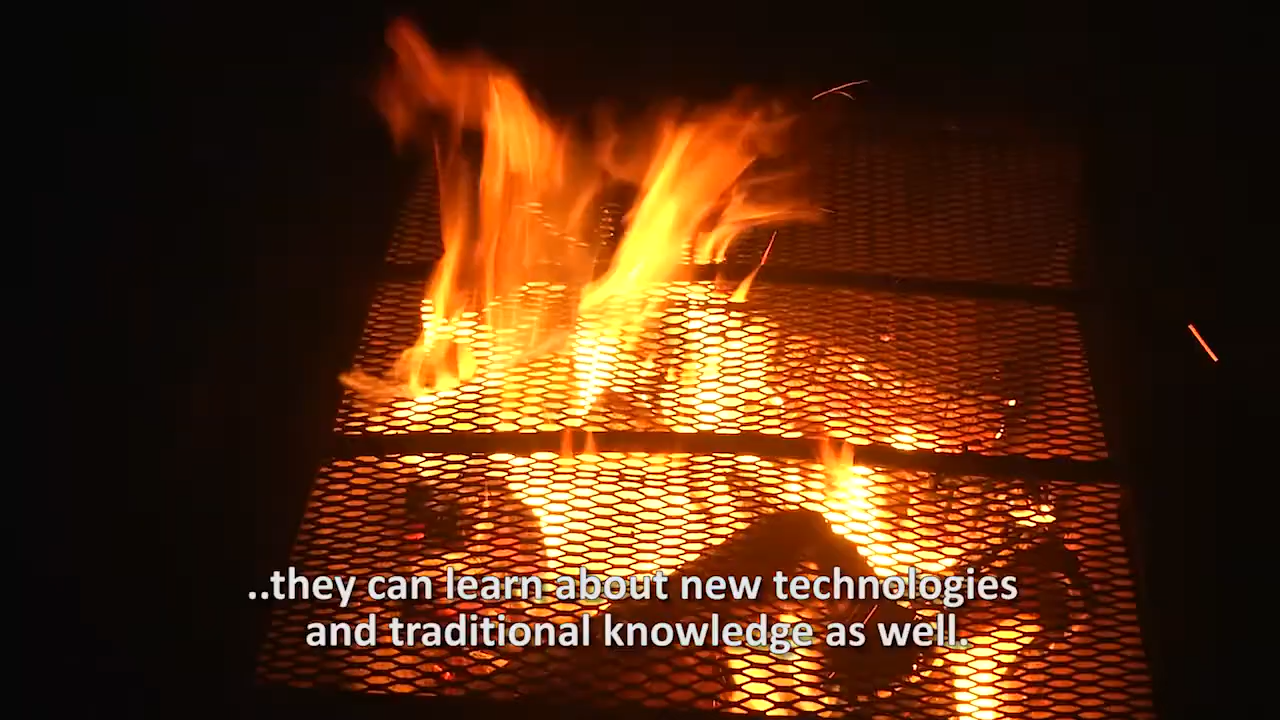 ..they can learn about new technologies
and traditional knowledge as well.